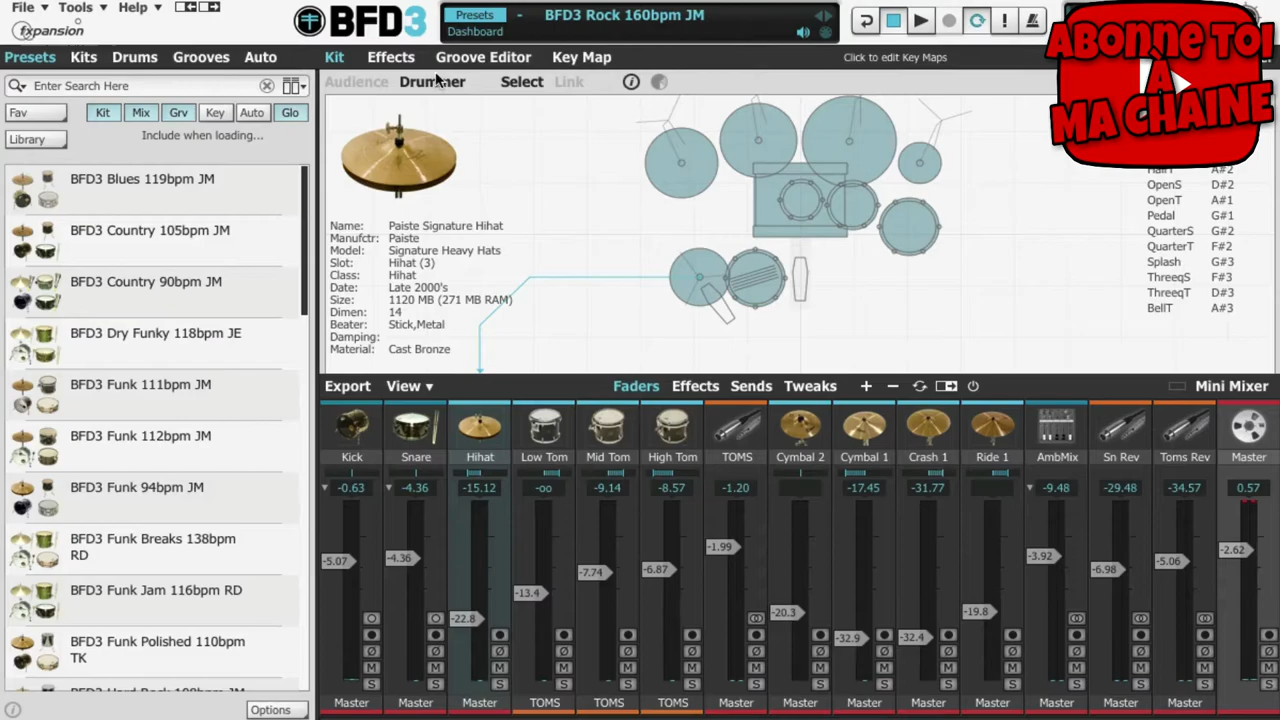 File ▾ Tools ▾ Help ▾
fxpansion
BFD3
Presets - BFD3 Rock 160bpm JM
Dashboard
Presets Kits Drums Grooves Auto
Kit Effects Groove Editor Key Map
Click to edit Key Maps
ABONNE TOI!
À
MA CHAINE
Enter Search Here
Fav Kit Mix Grv Key Auto Glo
Library Include when loading...
BFD3 Blues 119bpm JM
BFD3 Country 105bpm JM
BFD3 Country 90bpm JM
BFD3 Dry Funky 118bpm JE
BFD3 Funk 111bpm JM
BFD3 Funk 112bpm JM
BFD3 Funk 94bpm JM
BFD3 Funk Breaks 138bpm
RD
BFD3 Funk Jam 116bpm RD
BFD3 Funk Polished 110bpm
TK
Options
Audience Drummer Select Link
Name: Paiste Signature Hihat
Manufctr: Paiste
Model: Signature Heavy Hats
Slot: Hihat (3)
Class: Hihat
Date: Late 2000's
Size: 1120 MB (271 MB RAM)
Dimen: 14
Beater: Stick,Metal
Damping:
Material: Cast Bronze
A#2
OpenS D#2
OpenT A#1
Pedal G#1
QuarterS G#2
QuarterT F#2
Splash G#3
ThreeqS F#3
ThreeqT D#3
BellT A#3
Export View ▾ Faders Effects Sends Tweaks + − Mini Mixer
Kick Snare Hihat Low Tom Mid Tom High Tom TOMS Cymbal 2 Cymbal 1 Crash 1 Ride 1 AmbMix Sn Rev Toms Rev Master
-0.63 -4.36 -15.12 -oo -9.14 -8.57 -1.20 -17.45 -31.77 -9.48 -29.48 -34.57 0.57
-5.07 -4.36 -22.8 -13.4 -7.74 -6.87 -1.99 -20.3 -32.9 -32.4 -19.8 -3.92 -6.98 -5.06 -2.62
Ø Ø Ø Ø Ø Ø Ø Ø Ø Ø Ø Ø Ø Ø Ø
M M M M M M M M M M M M M M M
S S S S S S S S S S S S S S S
Master Master Master TOMS TOMS TOMS Master Master Master Master Master Master Master Master